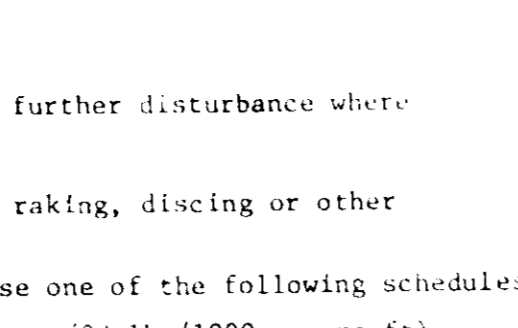 further disturbance where
raking, discing or other
se one of the following schedules